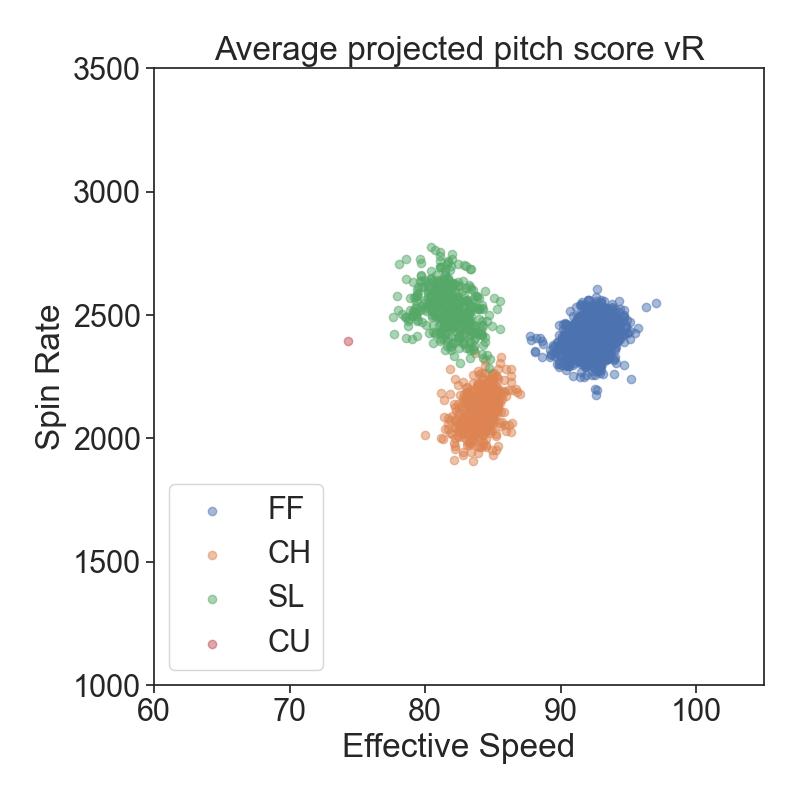 Average projected pitch score vR
3500
3000
2500
2000
1500
1000
Spin Rate
FF
CH
SL
CU
60 70 80 90 100
Effective Speed